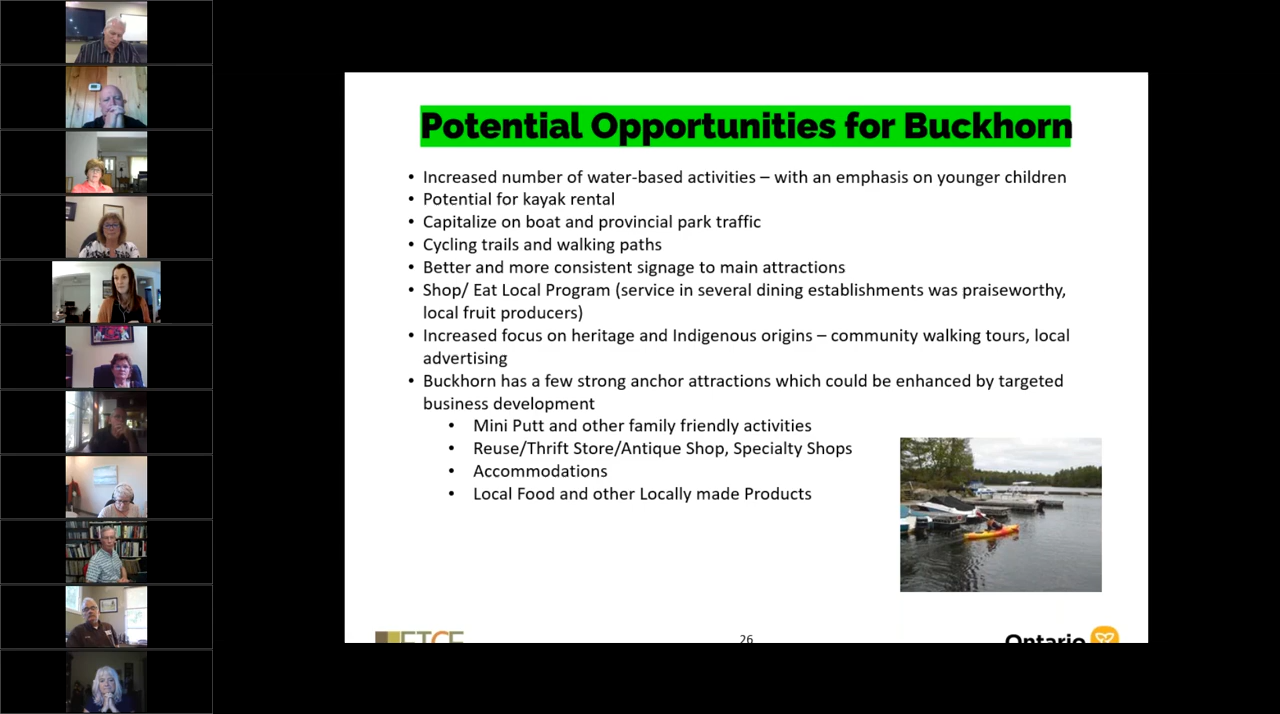 Potential Opportunities for Buckhorn
• Increased number of water-based activities – with an emphasis on younger children
• Potential for kayak rental
• Capitalize on boat and provincial park traffic
• Cycling trails and walking paths
• Better and more consistent signage to main attractions
• Shop/ Eat Local Program (service in several dining establishments was praiseworthy,
local fruit producers)
• Increased focus on heritage and Indigenous origins – community walking tours, local
advertising
• Buckhorn has a few strong anchor attractions which could be enhanced by targeted
business development
• Mini Putt and other family friendly activities
• Reuse/Thrift Store/Antique Shop, Specialty Shops
• Accommodations
• Local Food and other Locally made Products
26
Ontario